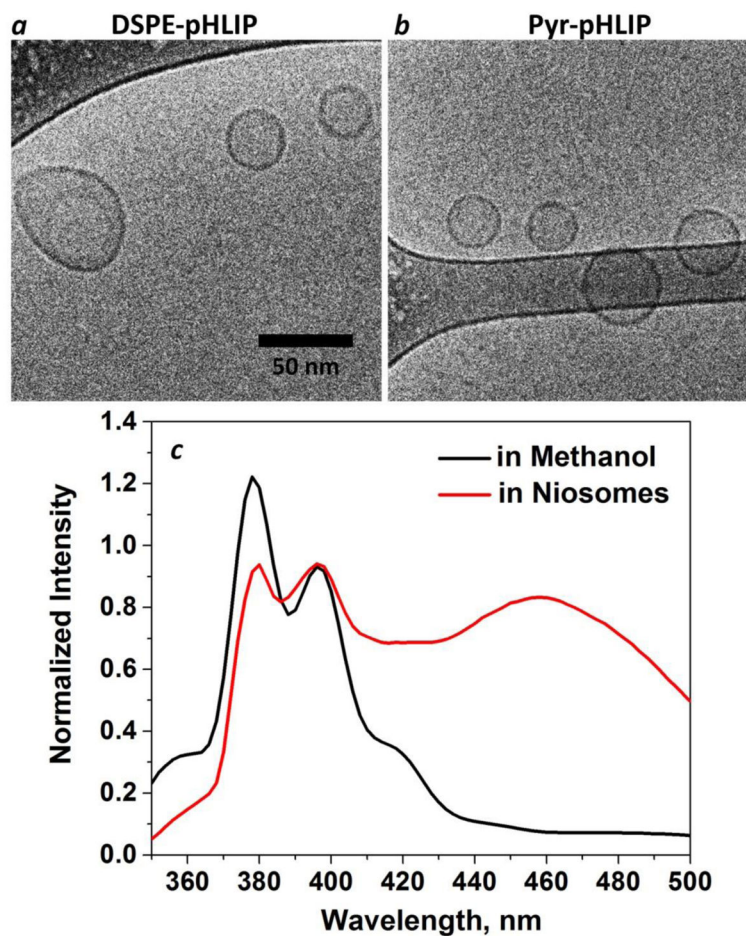 a DSPE-pHLIP
b Pyr-pHLIP
50 nm
c
in Methanol
in Niosomes
Normalized Intensity
1.4
1.2
1.0
0.8
0.6
0.4
0.2
0.0
360 380 400 420 440 460 480 500
Wavelength, nm